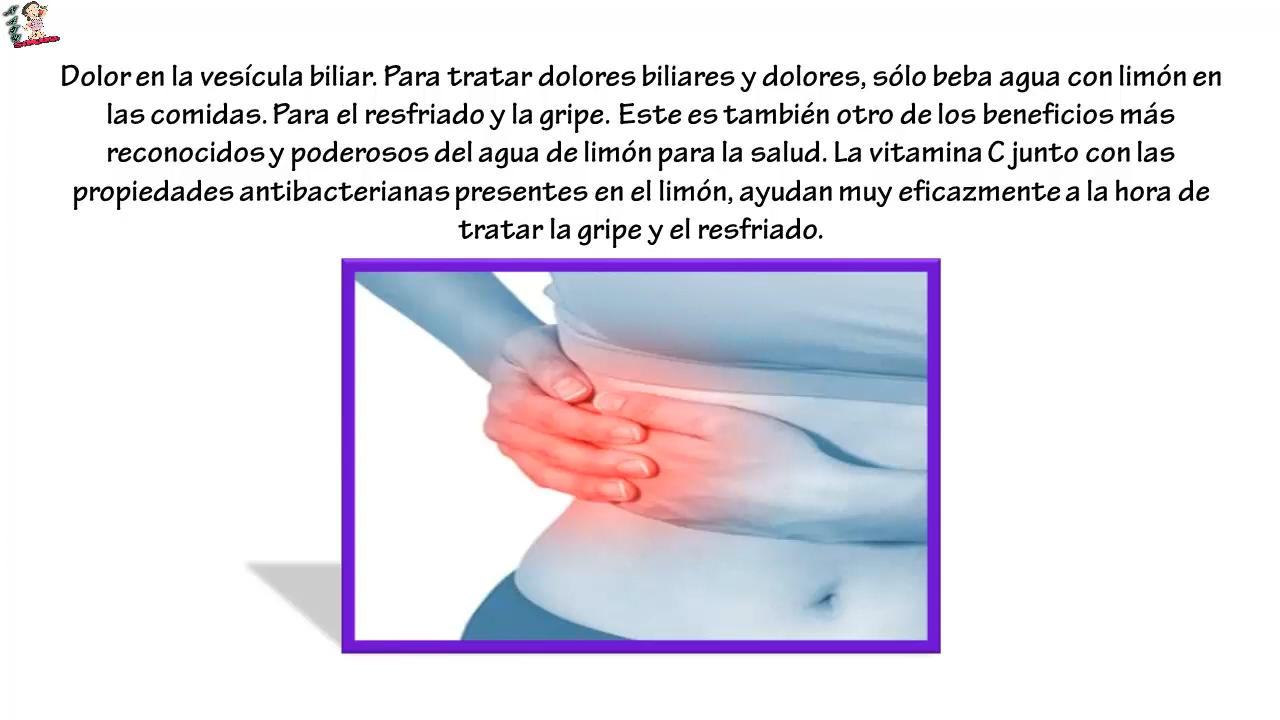 Dolor en la vesícula biliar. Para tratar dolores biliares y dolores, sólo beba agua con limón en
las comidas. Para el resfriado y la gripe. Este es también otro de los beneficios más
reconocidos y poderosos del agua de limón para la salud. La vitamina C junto con las
propiedades antibacterianas presentes en el limón, ayudan muy eficazmente a la hora de
tratar la gripe y el resfriado.